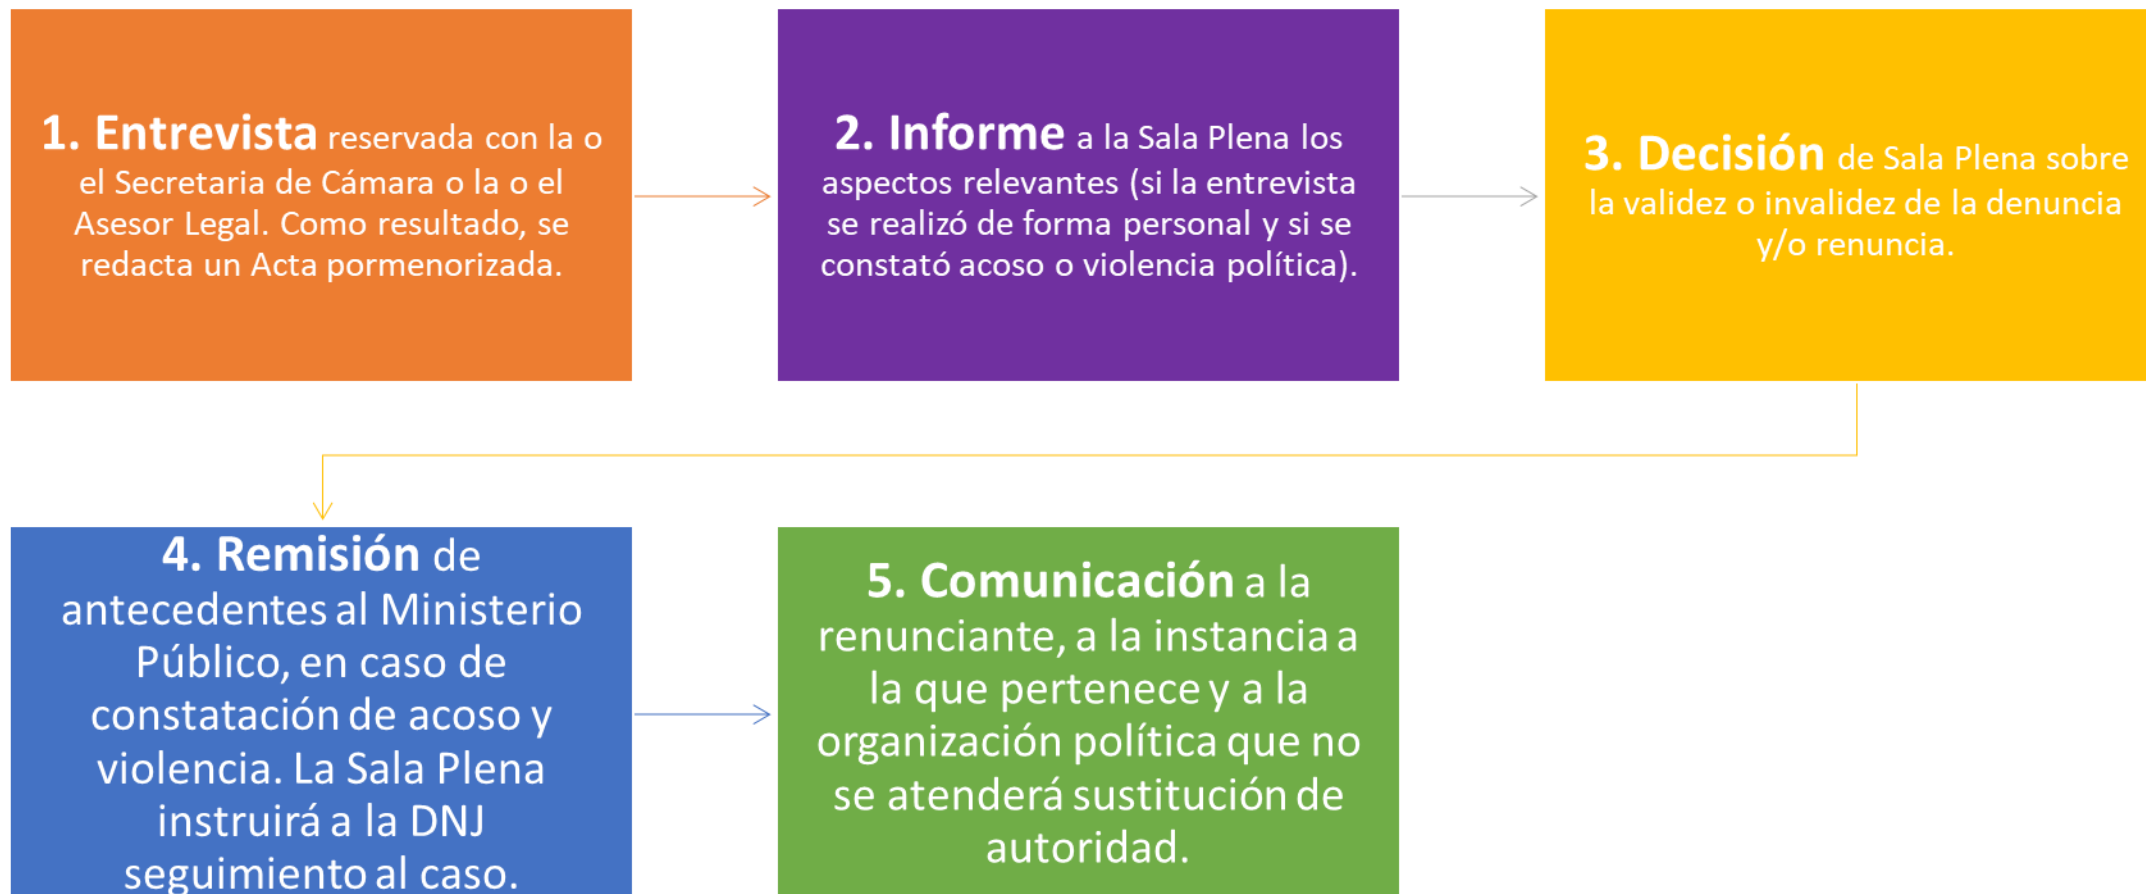 1. Entrevista reservada con la o
el Secretaria de Cámara o la o el
Asesor Legal. Como resultado, se
redacta un Acta pormenorizada.
2. Informe a la Sala Plena los
aspectos relevantes (si la entrevista
se realizó de forma personal y si se
constató acoso o violencia política).
3. Decisión de Sala Plena sobre
la validez o invalidez de la denuncia
y/o renuncia.
4. Remisión de
antecedentes al Ministerio
Público, en caso de
constatación de acoso y
violencia. La Sala Plena
instruirá a la DNJ
seguimiento al caso.
5. Comunicación a la
renunciante, a la instancia a
la que pertenece y a la
organización política que no
se atenderá sustitución de
autoridad.